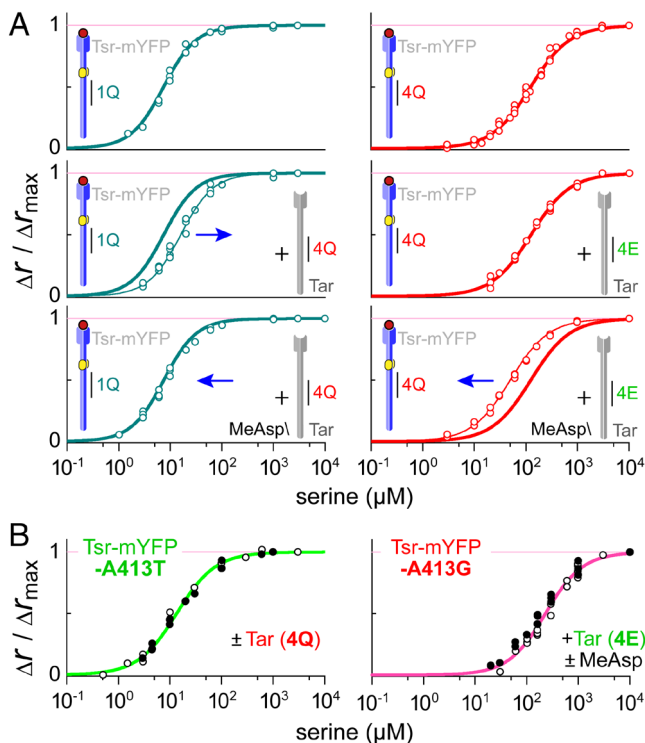 A
1
Tsr-mYFP
1Q
0
Tsr-mYFP
4Q
1
Tsr-mYFP
1Q
+
4Q
Tar
0
Tsr-mYFP
4Q
+
4E
Tar
Δr / Δrmax
1
Tsr-mYFP
1Q
+
4Q
MeAsp\
Tar
0
Tsr-mYFP
4Q
+
4E
MeAsp\
Tar
10-1 100 101 102 103 104
serine (µM)
10-1 100 101 102 103 104
serine (µM)
B
1
Tsr-mYFP
-A413T
± Tar (4Q)
0
Δr / Δrmax
10-1 100 101 102 103 104
serine (µM)
Tsr-mYFP
-A413G
+Tar (4E)
± MeAsp
10-1 100 101 102 103 104
serine (µM)